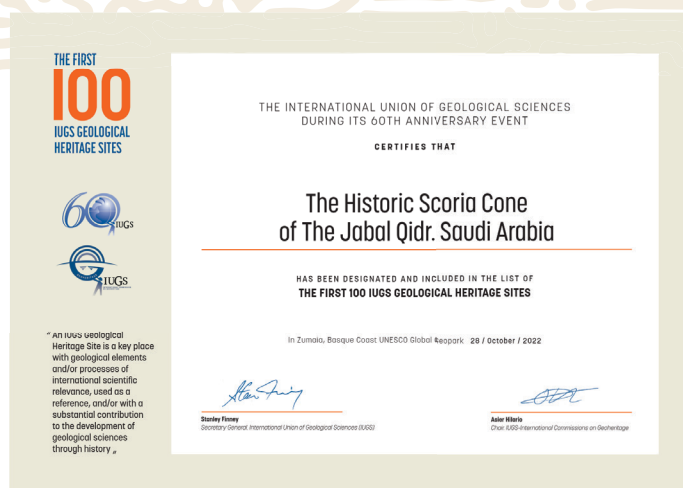 THE FIRST
100
IUGS GEOLOGICAL
HERITAGE SITES
60 IUGS
IUGS
“ An IUGS Geological
Heritage Site is a key place
with geological elements
and/or processes of
international scientific
relevance, used as a
reference, and/or with a
substantial contribution
to the development of
geological sciences
through history „
THE INTERNATIONAL UNION OF GEOLOGICAL SCIENCES
DURING ITS 60TH ANNIVERSARY EVENT
CERTIFIES THAT
The Historic Scoria Cone
of The Jabal Qidr. Saudi Arabia
HAS BEEN DESIGNATED AND INCLUDED IN THE LIST OF
THE FIRST 100 IUGS GEOLOGICAL HERITAGE SITES
In Zumaia, Basque Coast UNESCO Global Geopark 28 / October / 2022
Stanley Finney
Secretary General. International Union of Geological Sciences (IUGS)
Asier Hilario
Chair IUGS-International Commissions on Geoheritage